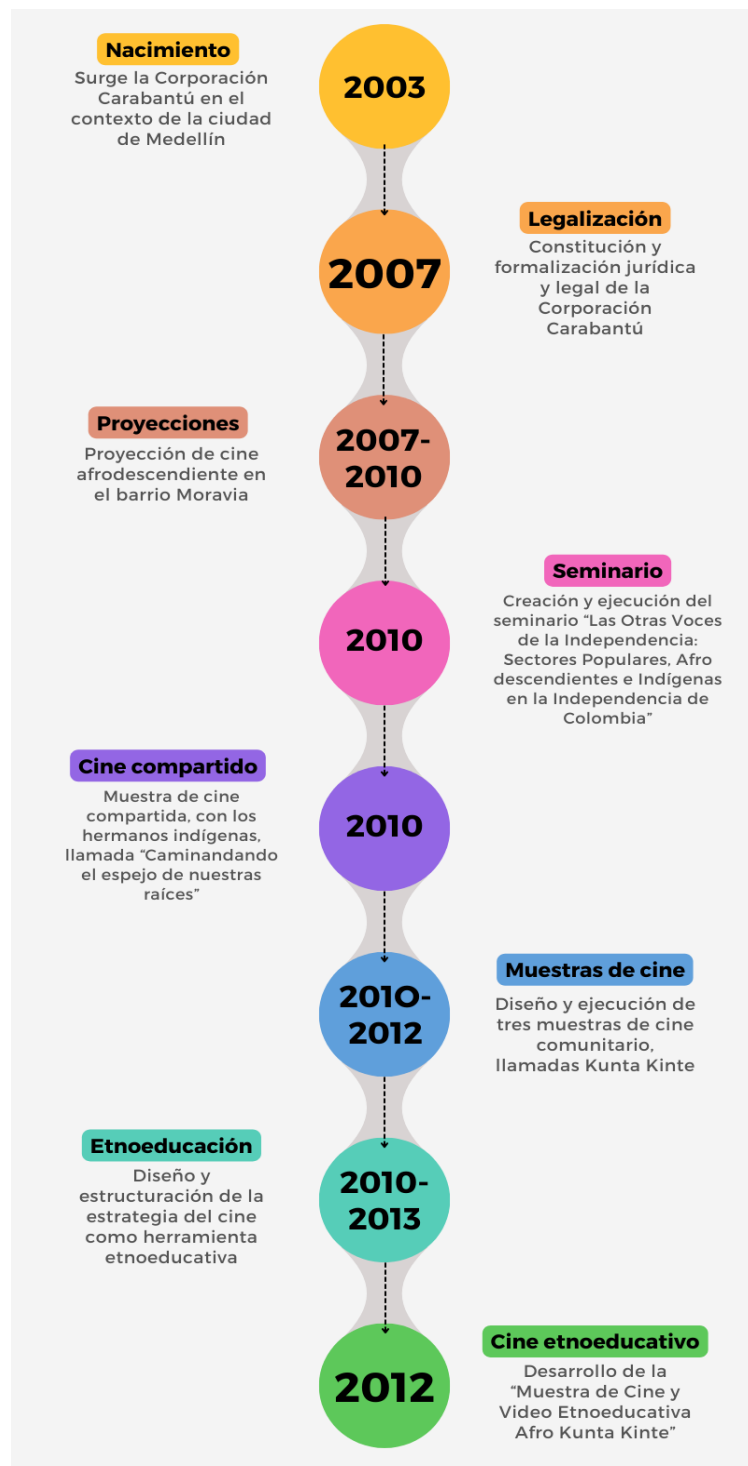 Nacimiento
Surge la Corporación
Carabantú en el
contexto de la ciudad
de Medellín
2003
Legalización
Constitución y
formalización jurídica
y legal de la
Corporación
Carabantú
2007
Proyecciones
Proyección de cine
afrodescendiente en
el barrio Moravia
2007-
2010
Seminario
Creación y ejecución del
seminario “Las Otras Voces
de la Independencia:
Sectores Populares, Afro
descendientes e Indígenas
en la Independencia de
Colombia”
2010
Cine compartido
Muestra de cine
compartida, con los
hermanos indígenas,
llamada “Caminandando
el espejo de nuestras
raíces”
2010
Muestras de cine
Diseño y ejecución de
tres muestras de cine
comunitario,
llamadas Kunta Kinte
201O-
2012
Etnoeducación
Diseño y
estructuración de la
estrategia del cine
como herramienta
etnoeducativa
2010-
2013
Cine etnoeducativo
Desarrollo de la
“Muestra de Cine y
Video Etnoeducativa
Afro Kunta Kinte”
2012